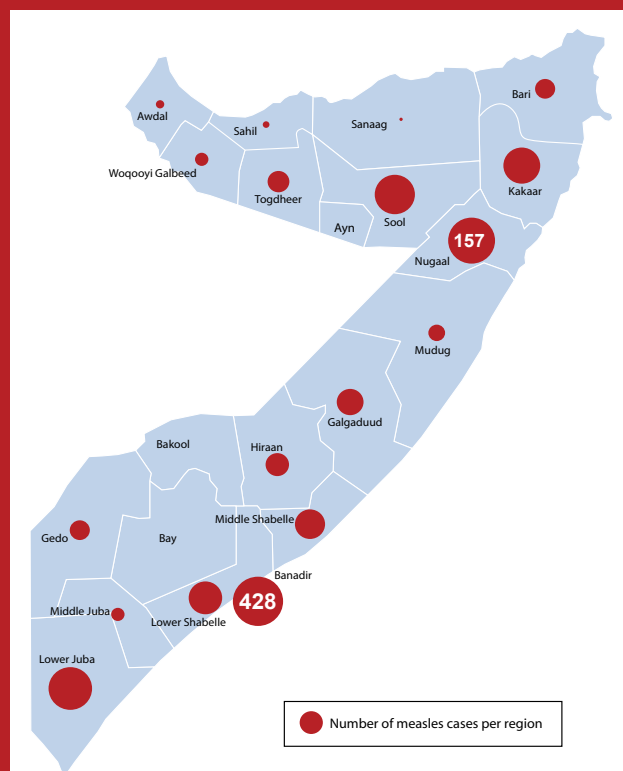 Bari
Awdal
Sahil
Sanaag
Woqooyi Galbeed
Togdheer
Kakaar
Sool
Ayn
157
Nugaal
Mudug
Galgaduud
Bakool
Hiraan
Middle Shabelle
Gedo
Bay
Banadir
428
Middle Juba
Lower Shabelle
Lower Juba
Number of measles cases per region